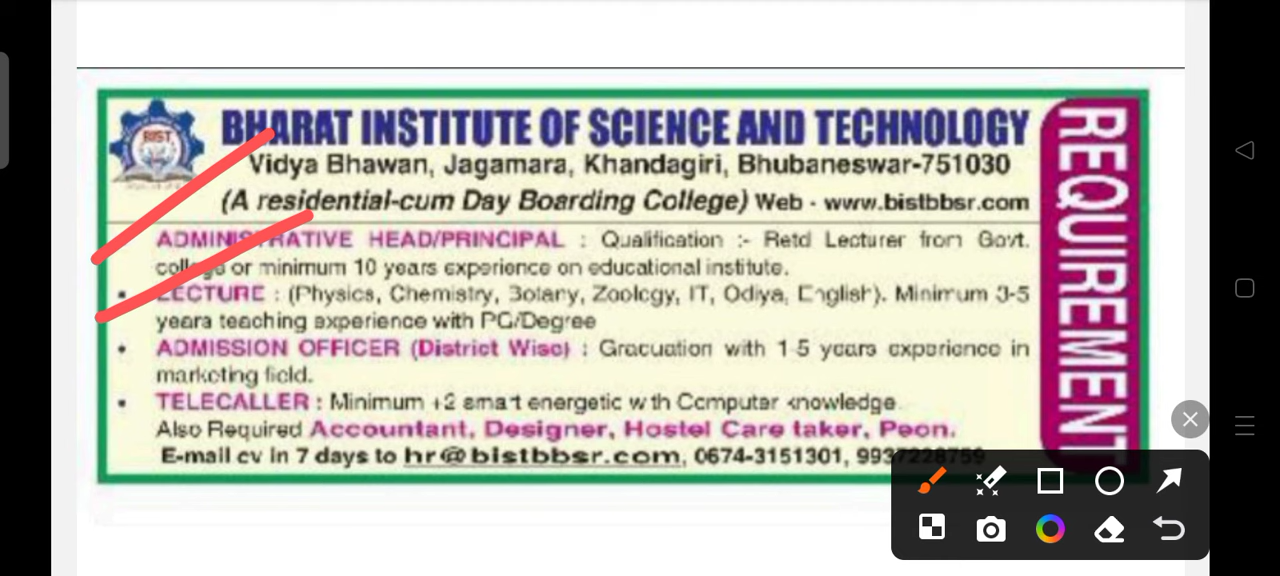 BIST
BHARAT INSTITUTE OF SCIENCE AND TECHNOLOGY
Vidya Bhawan, Jagamara, Khandagiri, Bhubaneswar-751030
(A residential-cum Day Boarding College) Web - www.bistbbsr.com
REQUIREMENT
ADMINISTRATIVE HEAD/PRINCIPAL : Qualification :- Retd Lecturer from Govt.
college or minimum 10 years experience on educational institute.
• LECTURE : (Physics, Chemistry, Botany, Zoology, IT, Odiya, English). Minimum 3-5
years teaching experience with PG/Degree
• ADMISSION OFFICER (District Wise) : Graduation with 1-5 years experience in
marketing field.
• TELECALLER : Minimum +2 smart energetic with Computer knowledge.
Also Required Accountant, Designer, Hostel Care taker, Peon.
E-mail cv in 7 days to hr@bistbbsr.com, 0674-3151301, 9937228759